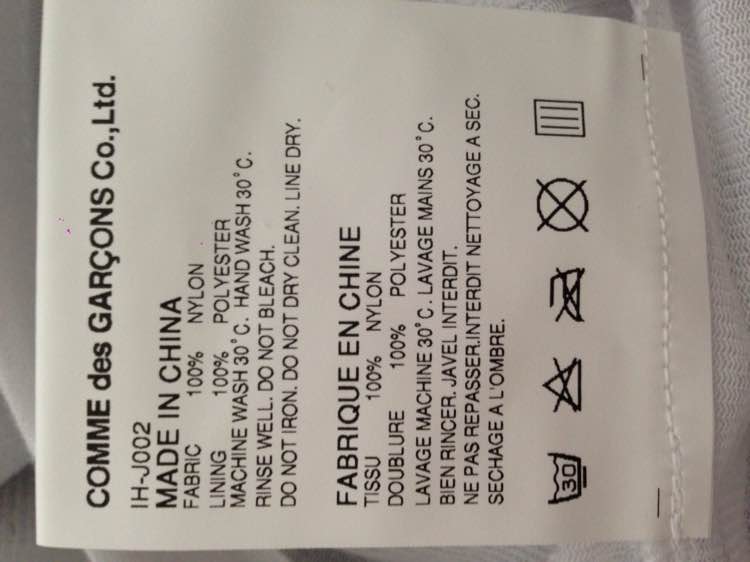 COMME des GARÇONS Co.,Ltd.
IH-J002
MADE IN CHINA
FABRIC 100% NYLON
LINING 100% POLYESTER
MACHINE WASH 30°C. HAND WASH 30°C.
RINSE WELL. DO NOT BLEACH.
DO NOT IRON. DO NOT DRY CLEAN. LINE DRY.
FABRIQUE EN CHINE
TISSU 100% NYLON
DOUBLURE 100% POLYESTER
LAVAGE MACHINE 30°C. LAVAGE MAINS 30°C.
BIEN RINCER. JAVEL INTERDIT.
NE PAS REPASSER.INTERDIT NETTOYAGE A SEC.
SECHAGE A L'OMBRE.
30